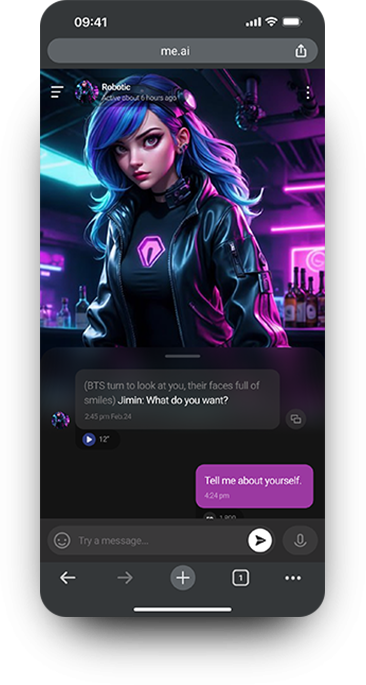 09:41
me.ai
Robotic
Active about 6 hours ago
(BTS turn to look at you, their faces full of
smiles) Jimin: What do you want?
2:45 pm Feb,24
12"
Tell me about yourself.
4:24 pm
Try a message...
1